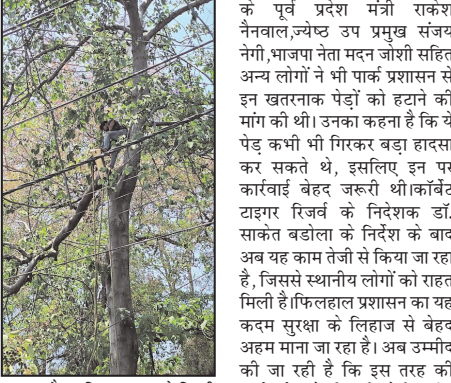 के पूर्व प्रदेश मंत्री राकेश
नैनवाल,ज्येष्ठ उप प्रमुख संजय
नेगी,भाजपा नेता मदन जोशी सहित
अन्य लोगों ने भी पार्क प्रशासन से
इन खतरनाक पेड़ों को हटाने की
मांग की थी। उनका कहना है कि ये
पेड़ कभी भी गिरकर बड़ा हादसा
कर सकते थे, इसलिए इन पर
कार्रवाई बेहद जरूरी थी।कॉर्बेट
टाइगर रिजर्व के निदेशक डॉ.
साकेत बडोला के निर्देश के बाद
अब यह काम तेजी से किया जा रहा
है, जिससे स्थानीय लोगों को राहत
मिली है।फिलहाल प्रशासन का यह
कदम सुरक्षा के लिहाज से बेहद
अहम माना जा रहा है। अब उम्मीद
की जा रही है कि इस तरह की